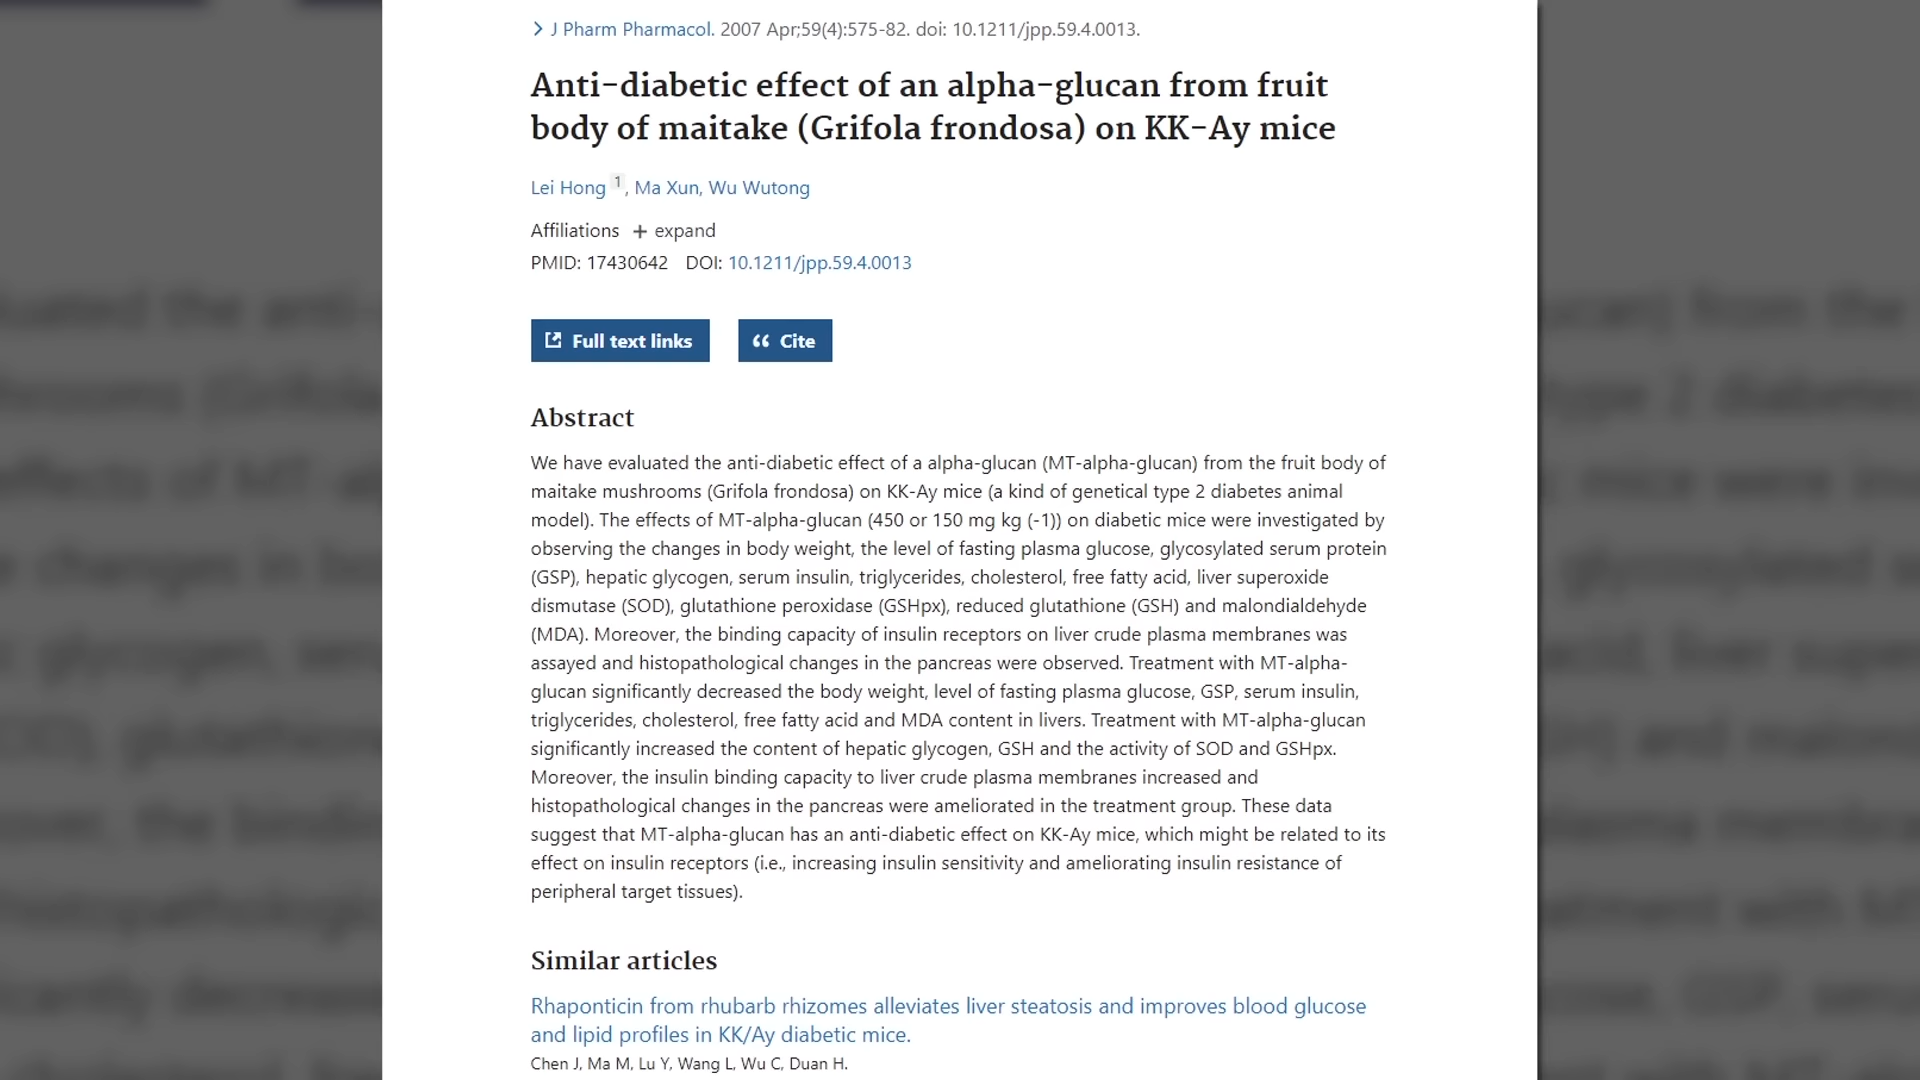 J Pharm Pharmacol. 2007 Apr;59(4):575-82. doi: 10.1211/jpp.59.4.0013.
Anti-diabetic effect of an alpha-glucan from fruit
body of maitake (Grifola frondosa) on KK-Ay mice
Lei Hong 1, Ma Xun, Wu Wutong
Affiliations + expand
PMID: 17430642 DOI: 10.1211/jpp.59.4.0013
Full text links
Cite
Abstract
We have evaluated the anti-diabetic effect of a alpha-glucan (MT-alpha-glucan) from the fruit body of
maitake mushrooms (Grifola frondosa) on KK-Ay mice (a kind of genetical type 2 diabetes animal
model). The effects of MT-alpha-glucan (450 or 150 mg kg (-1)) on diabetic mice were investigated by
observing the changes in body weight, the level of fasting plasma glucose, glycosylated serum protein
(GSP), hepatic glycogen, serum insulin, triglycerides, cholesterol, free fatty acid, liver superoxide
dismutase (SOD), glutathione peroxidase (GSHpx), reduced glutathione (GSH) and malondialdehyde
(MDA). Moreover, the binding capacity of insulin receptors on liver crude plasma membranes was
assayed and histopathological changes in the pancreas were observed. Treatment with MT-alpha-
glucan significantly decreased the body weight, level of fasting plasma glucose, GSP, serum insulin,
triglycerides, cholesterol, free fatty acid and MDA content in livers. Treatment with MT-alpha-glucan
significantly increased the content of hepatic glycogen, GSH and the activity of SOD and GSHpx.
Moreover, the insulin binding capacity to liver crude plasma membranes increased and
histopathological changes in the pancreas were ameliorated in the treatment group. These data
suggest that MT-alpha-glucan has an anti-diabetic effect on KK-Ay mice, which might be related to its
effect on insulin receptors (i.e., increasing insulin sensitivity and ameliorating insulin resistance of
peripheral target tissues).
Similar articles
Rhaponticin from rhubarb rhizomes alleviates liver steatosis and improves blood glucose
and lipid profiles in KK/Ay diabetic mice.
Chen J, Ma M, Lu Y, Wang L, Wu C, Duan H.